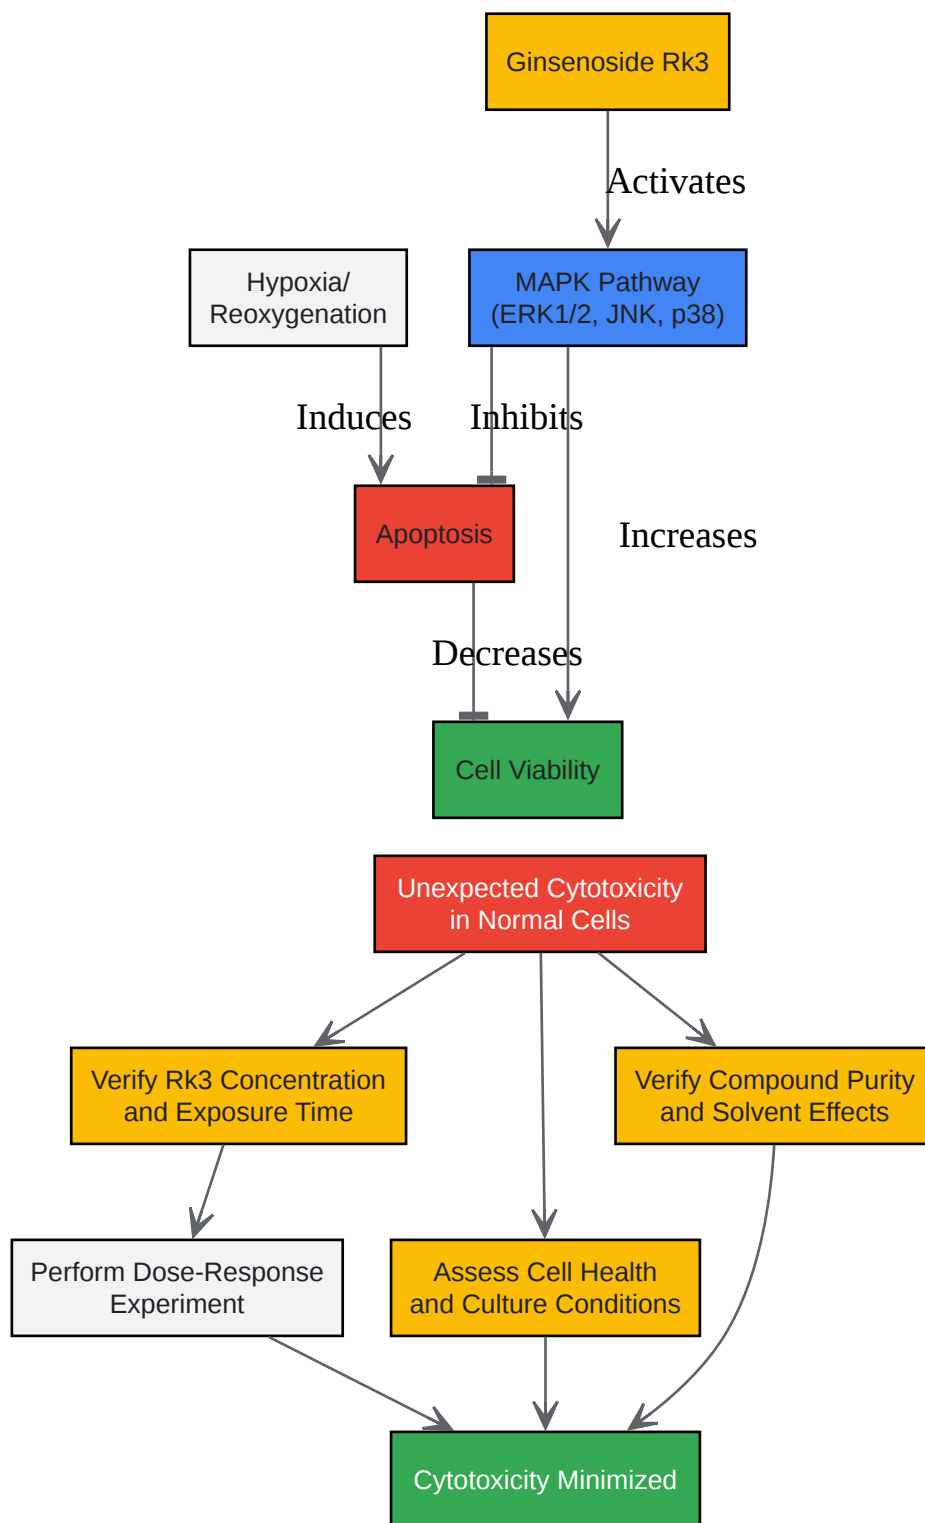 Ginsenoside Rk3
Activates
Hypoxia/
Reoxygenation
MAPK Pathway
(ERK1/2, JNK, p38)
Induces
Inhibits
Apoptosis
Increases
Decreases
Cell Viability
Unexpected Cytotoxicity
in Normal Cells
Verify Rk3 Concentration
and Exposure Time
Verify Compound Purity
and Solvent Effects
Perform Dose-Response
Experiment
Assess Cell Health
and Culture Conditions
Cytotoxicity Minimized